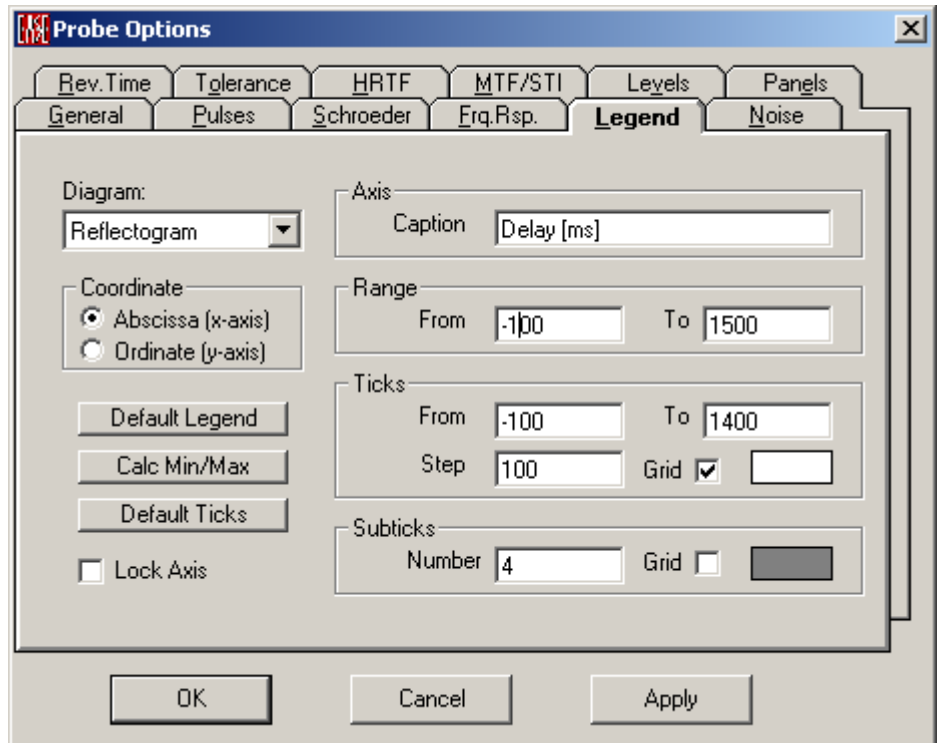 EASE Probe Options
Rev.Time Tolerance HRTF MTF/STI Levels Panels
General Pulses Schroeder Frq.Rsp. Legend Noise
Diagram:
Reflectogram
Coordinate
Abscissa (x-axis)
Ordinate (y-axis)
Default Legend
Calc Min/Max
Default Ticks
Lock Axis
Axis
Caption Delay [ms]
Range
From -100 To 1500
Ticks
From -100 To 1400
Step 100 Grid
Subticks
Number 4 Grid
OK Cancel Apply